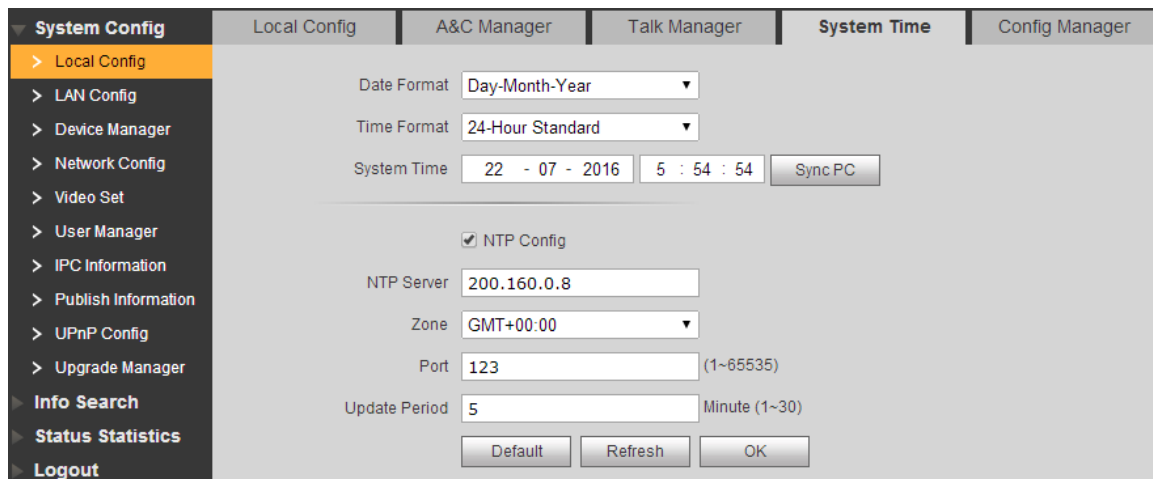 System Config
Local Config
LAN Config
Device Manager
Network Config
Video Set
User Manager
IPC Information
Publish Information
UPnP Config
Upgrade Manager
Info Search
Status Statistics
Logout
Local Config A&C Manager Talk Manager System Time Config Manager
Date Format Day-Month-Year
Time Format 24-Hour Standard
System Time 22 - 07 - 2016 5 : 54 : 54 Sync PC
NTP Config
NTP Server 200.160.0.8
Zone GMT+00:00
Port 123 (1~65535)
Update Period 5 Minute (1~30)
Default Refresh OK